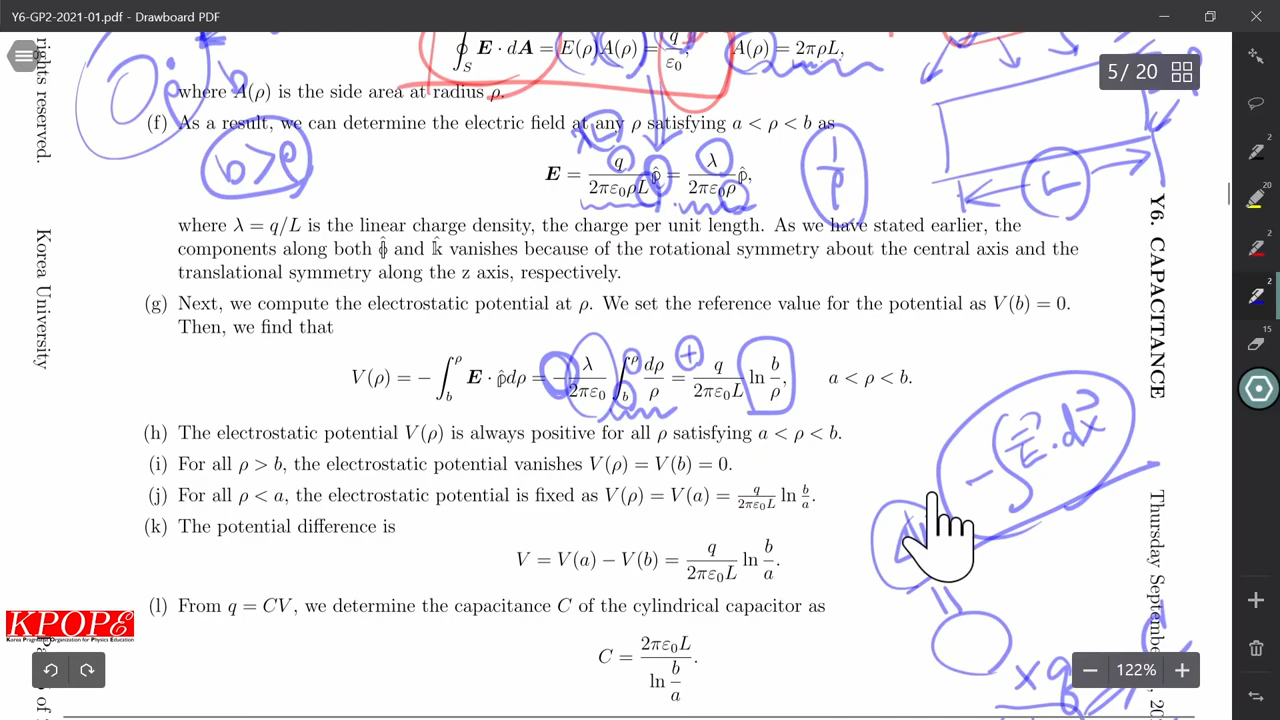 Y6-GP2-2021-01.pdf - Drawboard PDF
5 / 20
∮_S E · dA = E(ρ)A(ρ) = q/ε₀, A(ρ) = 2πρL,
where A(ρ) is the side area at radius ρ.
(f) As a result, we can determine the electric field at any ρ satisfying a < ρ < b as
b>ρ
E = q/(2πε₀ρL) ρ̂ = λ/(2πε₀ρ) ρ̂,
1/ρ
L
where λ = q/L is the linear charge density, the charge per unit length. As we have stated earlier, the
components along both φ̂ and k̂ vanishes because of the rotational symmetry about the central axis and the
translational symmetry along the z axis, respectively.
(g) Next, we compute the electrostatic potential at ρ. We set the reference value for the potential as V(b) = 0.
Then, we find that
V(ρ) = −∫_b^ρ E · ρ̂dρ = −λ/(2πε₀) ∫_b^ρ dρ/ρ = q/(2πε₀L) ln b/ρ, a < ρ < b.
+
(h) The electrostatic potential V(ρ) is always positive for all ρ satisfying a < ρ < b.
−∫E⃗·dx⃗
(i) For all ρ > b, the electrostatic potential vanishes V(ρ) = V(b) = 0.
(j) For all ρ < a, the electrostatic potential is fixed as V(ρ) = V(a) = q/(2πε₀L) ln b/a.
(k) The potential difference is
V = V(a) − V(b) = q/(2πε₀L) ln b/a.
(l) From q = CV, we determine the capacitance C of the cylindrical capacitor as
C = 2πε₀L/(ln b/a).
rights reserved.
Korea University
Y6. CAPACITANCE
Thursday September
KPOPE
Korea Pragmatic Organization for Physics Education
122%
20
2
2
2
15